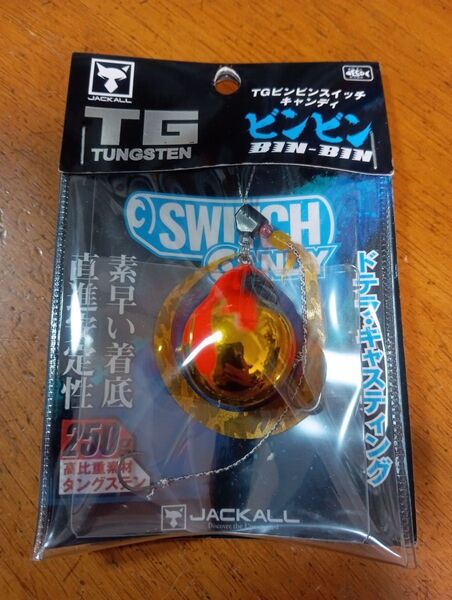 JACKALL
TG
TUNGSTEN
TGビンビンスイッチ
キャンディ
ビンビン
BIN-BIN
SWITCH
CANDY
素早い着底
直進安定性
ドテラ・キャスティング
250g
高比重素材
タングステン
JACKALL